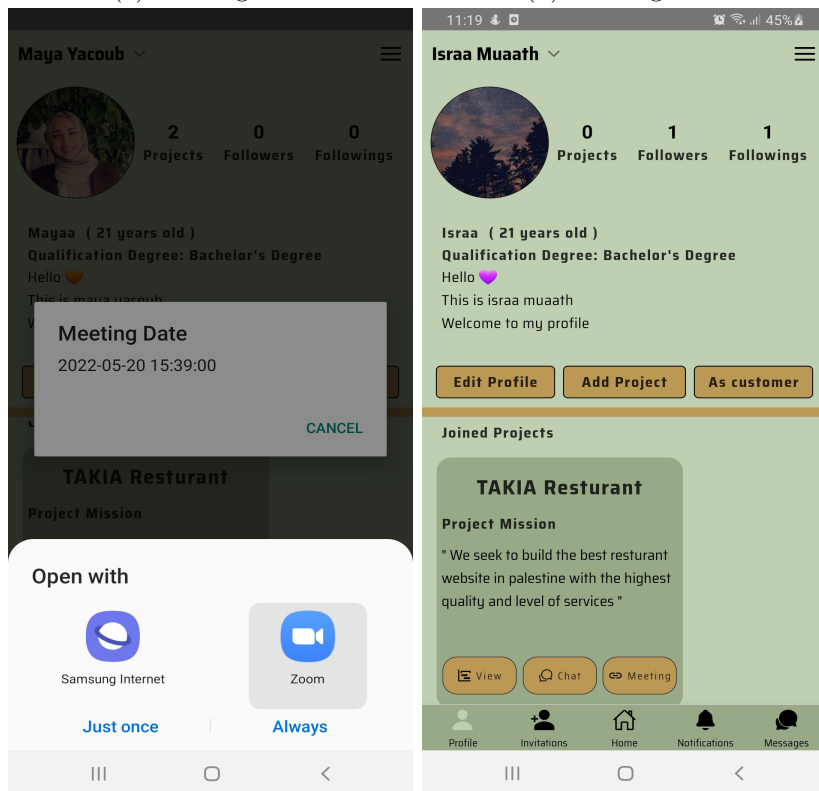 Maya Yacoub
2
Projects
0
Followers
0
Followings
Mayaa ( 21 years old )
Qualification Degree: Bachelor's Degree
Hello 🧡
This is maya yacoub
Meeting Date
2022-05-20 15:39:00
CANCEL
TAKIA Resturant
Project Mission
Open with
Samsung Internet
Zoom
Just once
Always
11:19
45%
Israa Muaath
0
Projects
1
Followers
1
Followings
Israa ( 21 years old )
Qualification Degree: Bachelor's Degree
Hello 💜
This is israa muaath
Welcome to my profile
Edit Profile
Add Project
As customer
Joined Projects
TAKIA Resturant
Project Mission
" We seek to build the best resturant
website in palestine with the highest
quality and level of services "
View
Chat
Meeting
Profile
Invitations
Home
Notifications
Messages